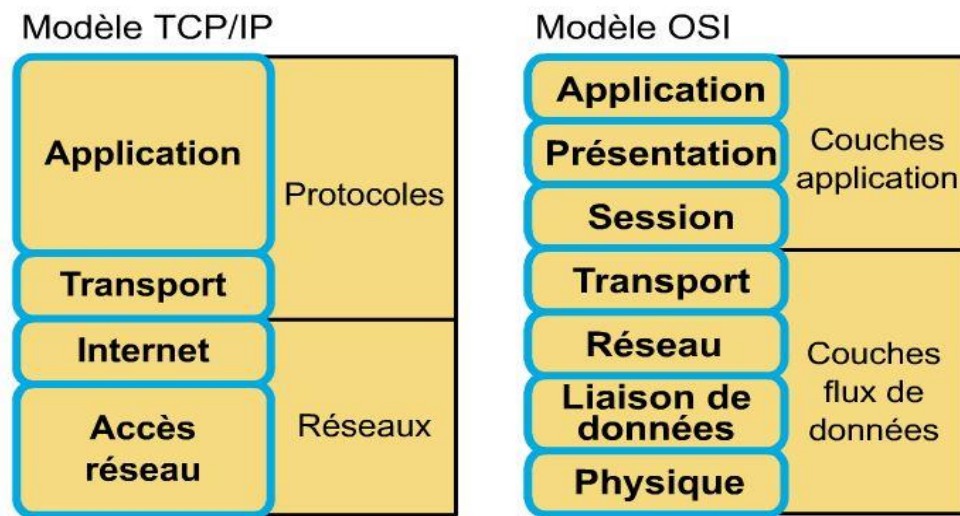 Modèle TCP/IP
Application
Transport
Internet
Accès
réseau
Protocoles
Réseaux
Modèle OSI
Application
Présentation
Session
Transport
Réseau
Liaison de
données
Physique
Couches
application
Couches
flux de
données